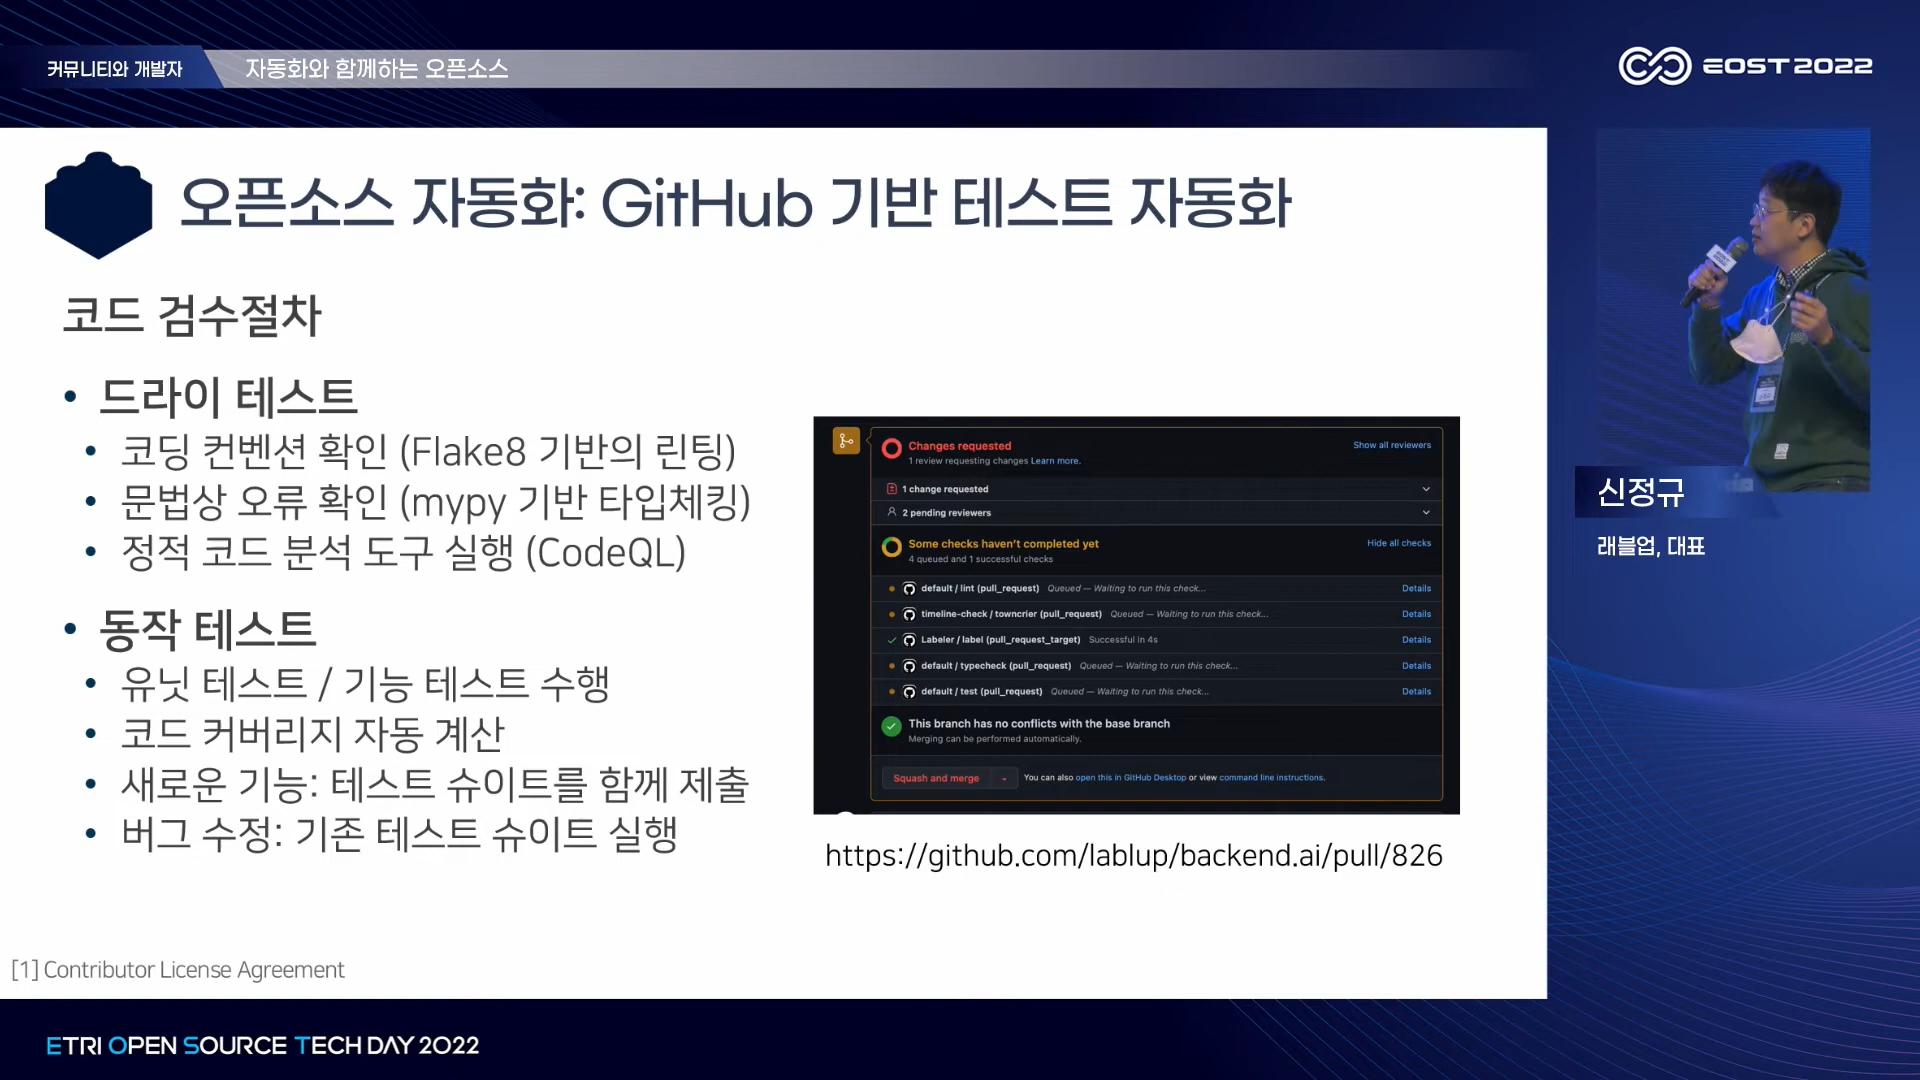 커뮤니티와 개발자
자동화와 함께하는 오픈소스
EOST 2022
오픈소스 자동화: GitHub 기반 테스트 자동화
코드 검수절차
• 드라이 테스트
• 코딩 컨벤션 확인 (Flake8 기반의 린팅)
• 문법상 오류 확인 (mypy 기반 타입체킹)
• 정적 코드 분석 도구 실행 (CodeQL)
• 동작 테스트
• 유닛 테스트 / 기능 테스트 수행
• 코드 커버리지 자동 계산
• 새로운 기능: 테스트 슈이트를 함께 제출
• 버그 수정: 기존 테스트 슈이트 실행
Changes requested
Show all reviewers
1 review requesting changes Learn more.
1 change requested
2 pending reviewers
Some checks haven't completed yet
Hide all checks
4 queued and 1 successful checks
default / lint (pull_request) Queued — Waiting to run this check... Details
timeline-check / towncrier (pull_request) Queued — Waiting to run this check... Details
Labeler / label (pull_request_target) Successful in 4s Details
default / typecheck (pull_request) Queued — Waiting to run this check... Details
default / test (pull_request) Queued — Waiting to run this check... Details
This branch has no conflicts with the base branch
Merging can be performed automatically.
Squash and merge
You can also open this in GitHub Desktop or view command line instructions.
https://github.com/lablup/backend.ai/pull/826
[1] Contributor License Agreement
신정규
래블업, 대표
ETRI OPEN SOURCE TECH DAY 2022